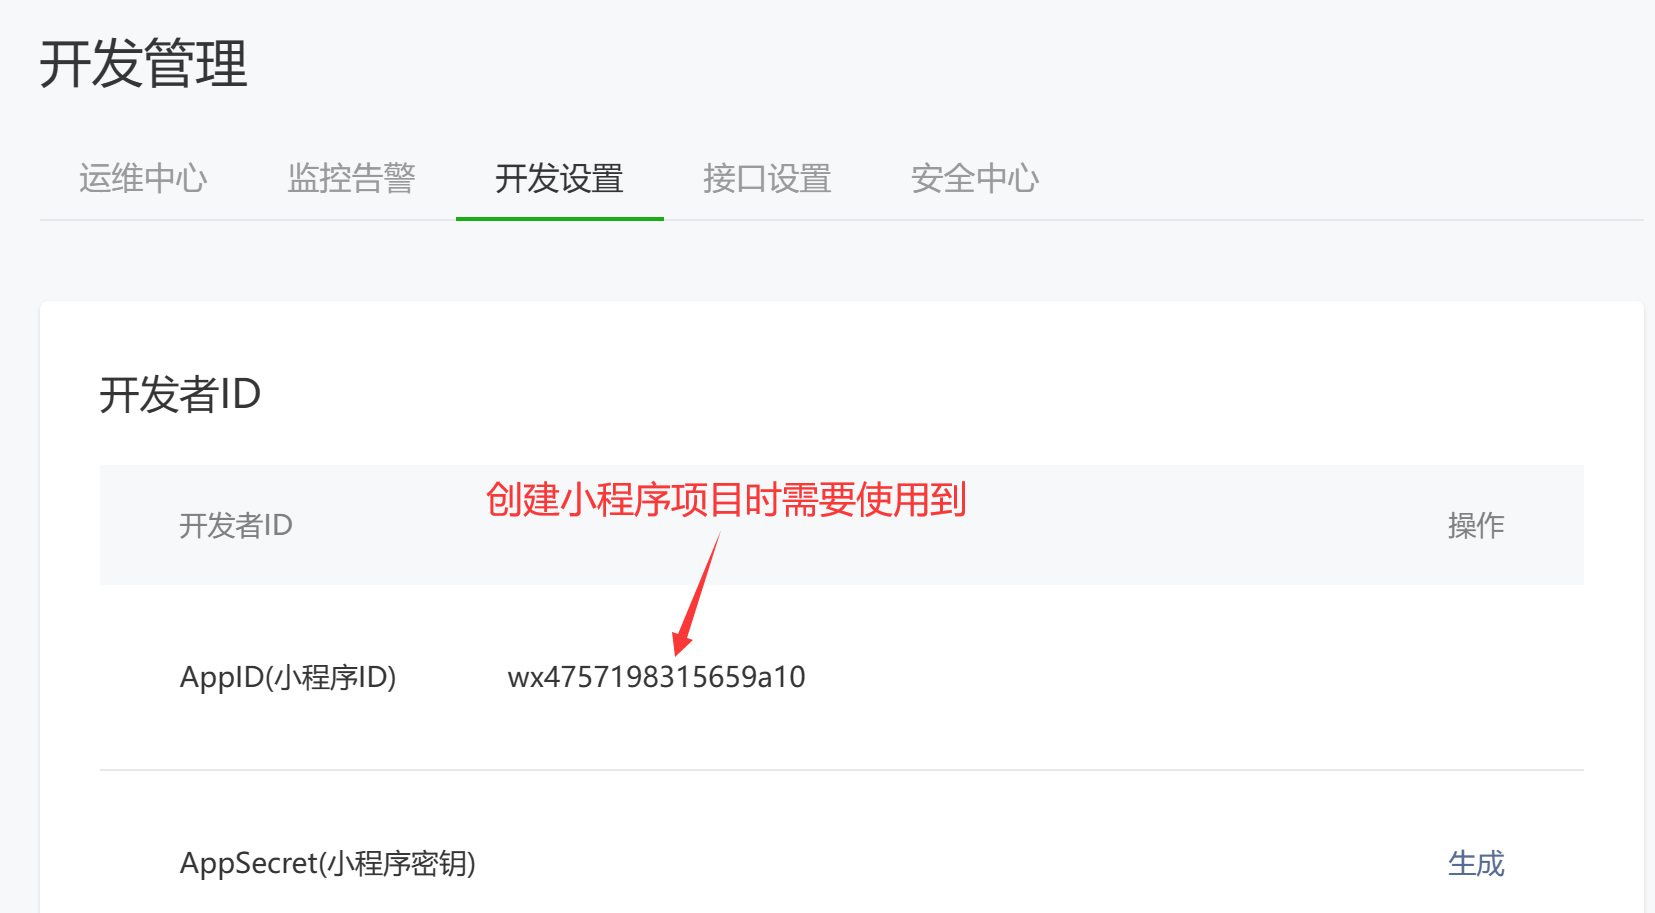 开发管理
运维中心 监控告警 开发设置 接口设置 安全中心
开发者ID
创建小程序项目时需要使用到
开发者ID 操作
AppID(小程序ID) wx4757198315659a10
AppSecret(小程序密钥) 生成